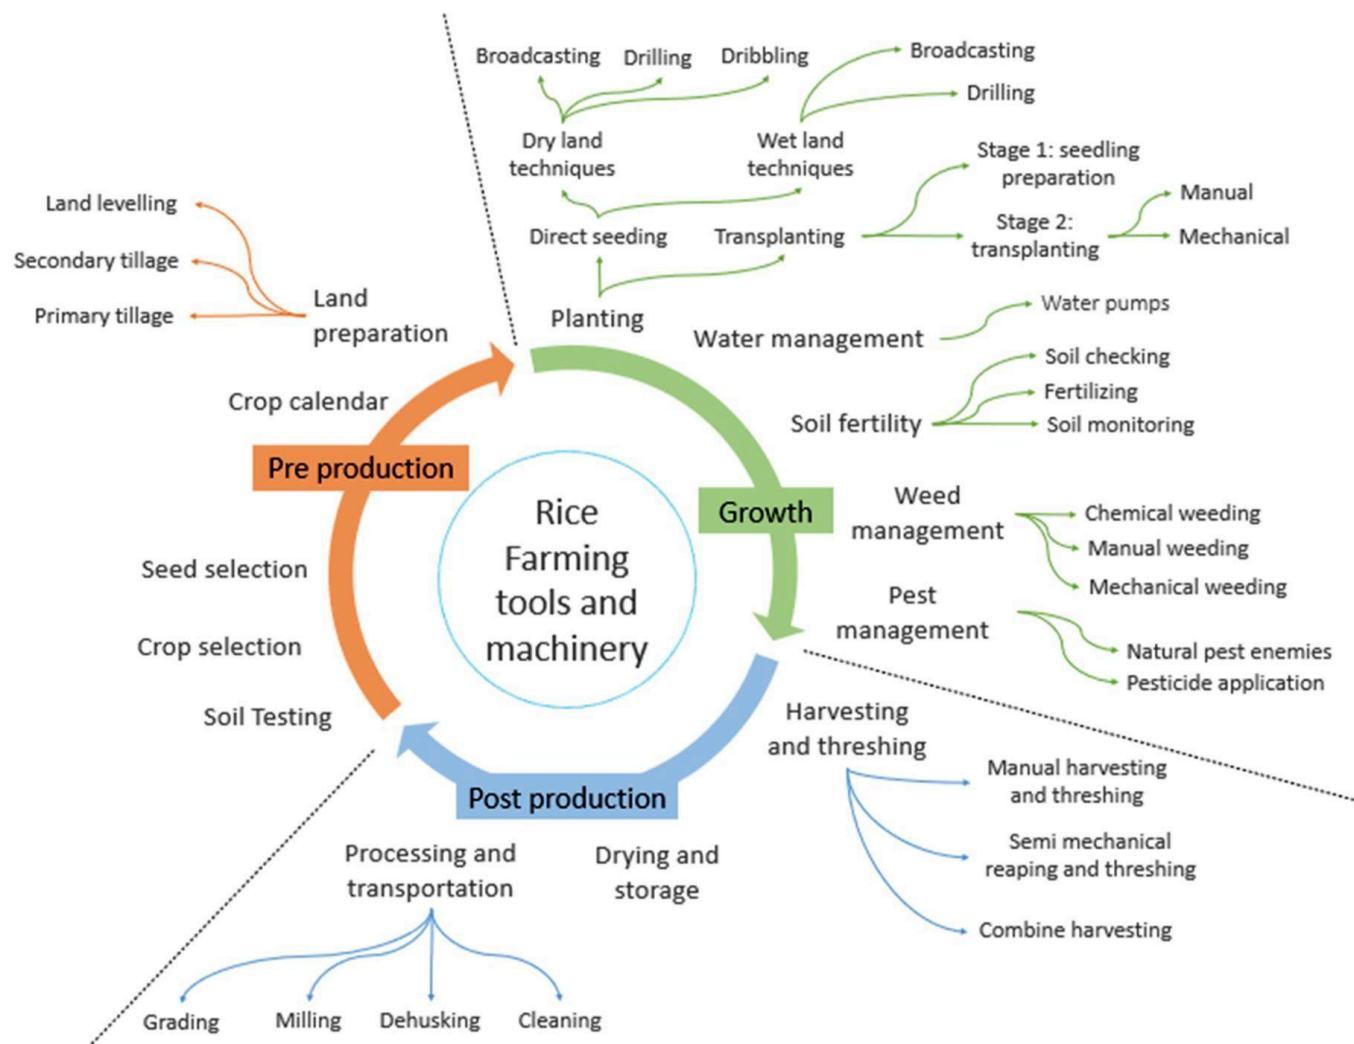 Broadcasting
Drilling
Dribbling
Broadcasting
Drilling
Dry land
techniques
Wet land
techniques
Stage 1: seedling
preparation
Manual
Land levelling
Direct seeding
Transplanting
Stage 2:
transplanting
Mechanical
Secondary tillage
Primary tillage
Land
preparation
Planting
Water management
Water pumps
Soil checking
Crop calendar
Fertilizing
Soil fertility
Soil monitoring
Pre production
Rice
Farming
tools and
machinery
Growth
Weed
management
Chemical weeding
Manual weeding
Mechanical weeding
Seed selection
Pest
management
Crop selection
Natural pest enemies
Pesticide application
Soil Testing
Harvesting
and threshing
Manual harvesting
and threshing
Post production
Semi mechanical
reaping and threshing
Processing and
transportation
Drying and
storage
Combine harvesting
Grading
Milling
Dehusking
Cleaning